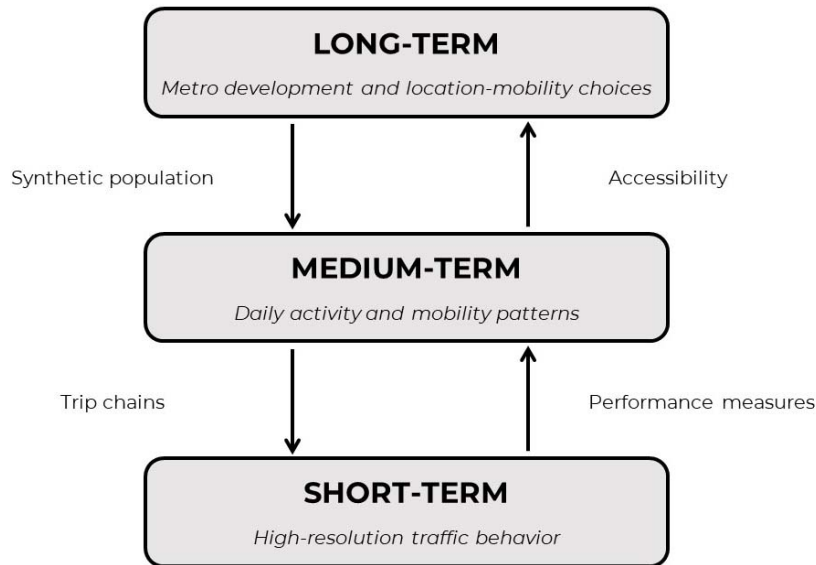 LONG-TERM
Metro development and location-mobility choices
Synthetic population
Accessibility
MEDIUM-TERM
Daily activity and mobility patterns
Trip chains
Performance measures
SHORT-TERM
High-resolution traffic behavior